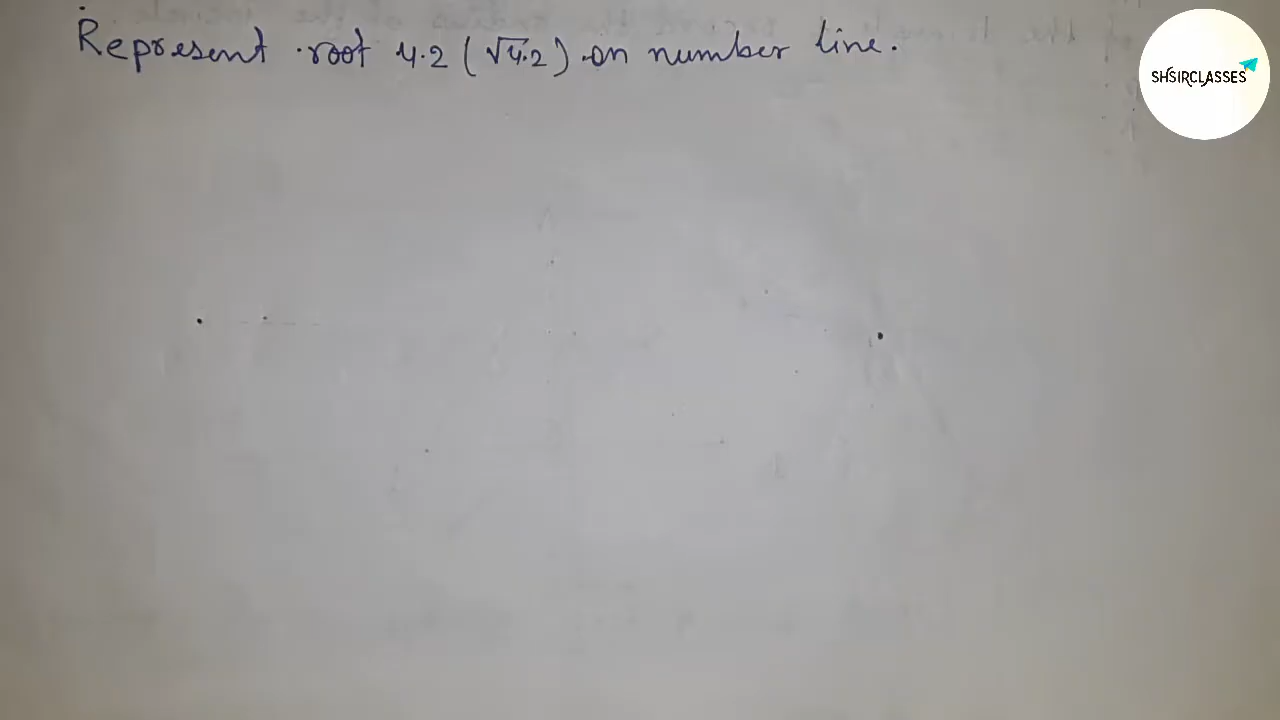 Represent root 4.2 (√4.2) on number line.
SHSIRCLASSES